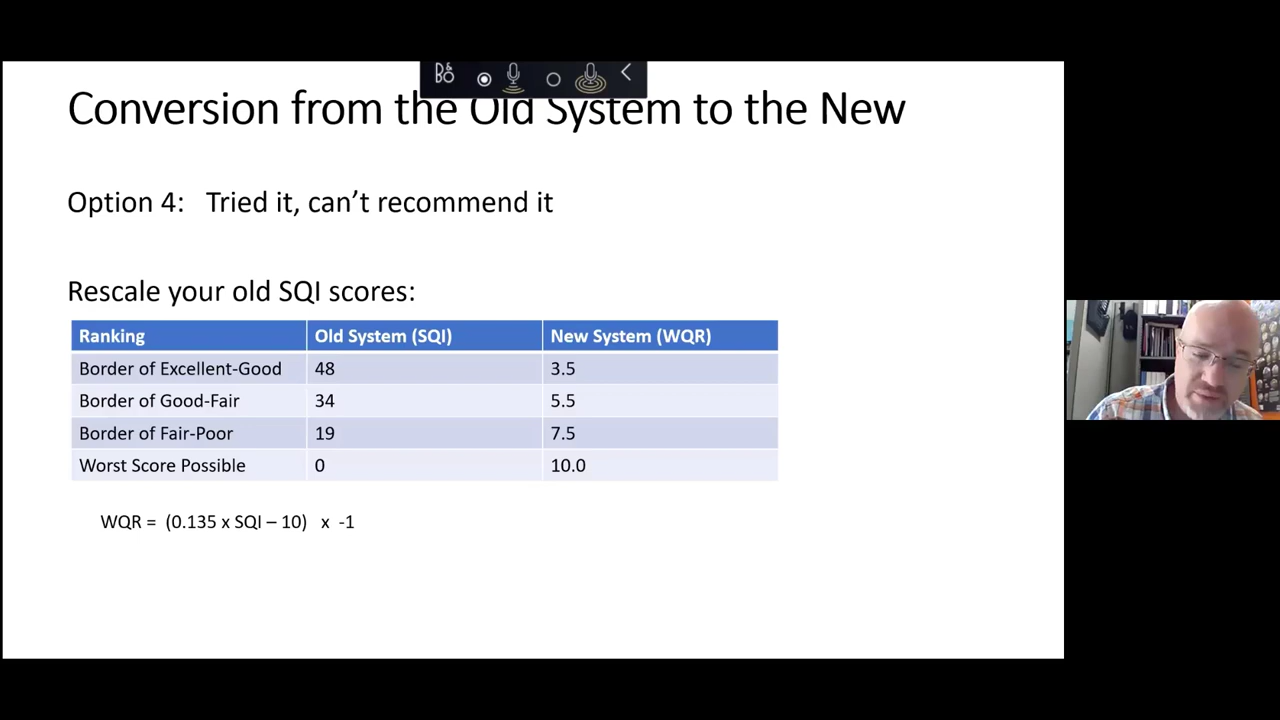 B&O
Conversion from the Old System to the New
Option 4: Tried it, can’t recommend it
Rescale your old SQI scores:
Ranking Old System (SQI) New System (WQR)
Border of Excellent-Good 48 3.5
Border of Good-Fair 34 5.5
Border of Fair-Poor 19 7.5
Worst Score Possible 0 10.0
WQR = (0.135 x SQI – 10) x -1